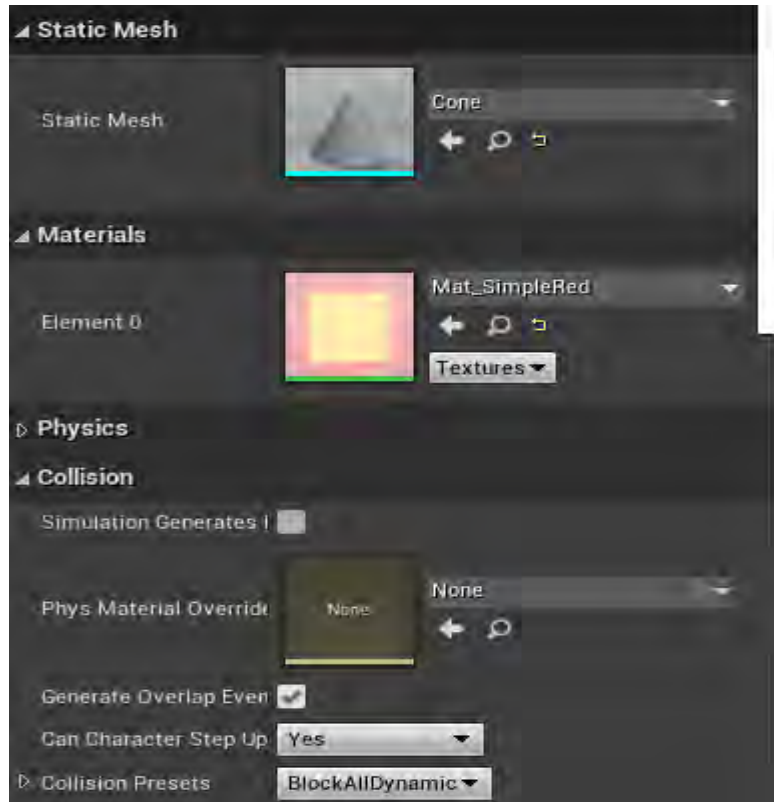 Static Mesh
Static Mesh
Cone
Materials
Element 0
Mat_SimpleRed
Textures
Physics
Collision
Simulation Generates
Phys Material Override
None
None
Generate Overlap Even
Can Character Step Up
Yes
Collision Presets
BlockAllDynamic